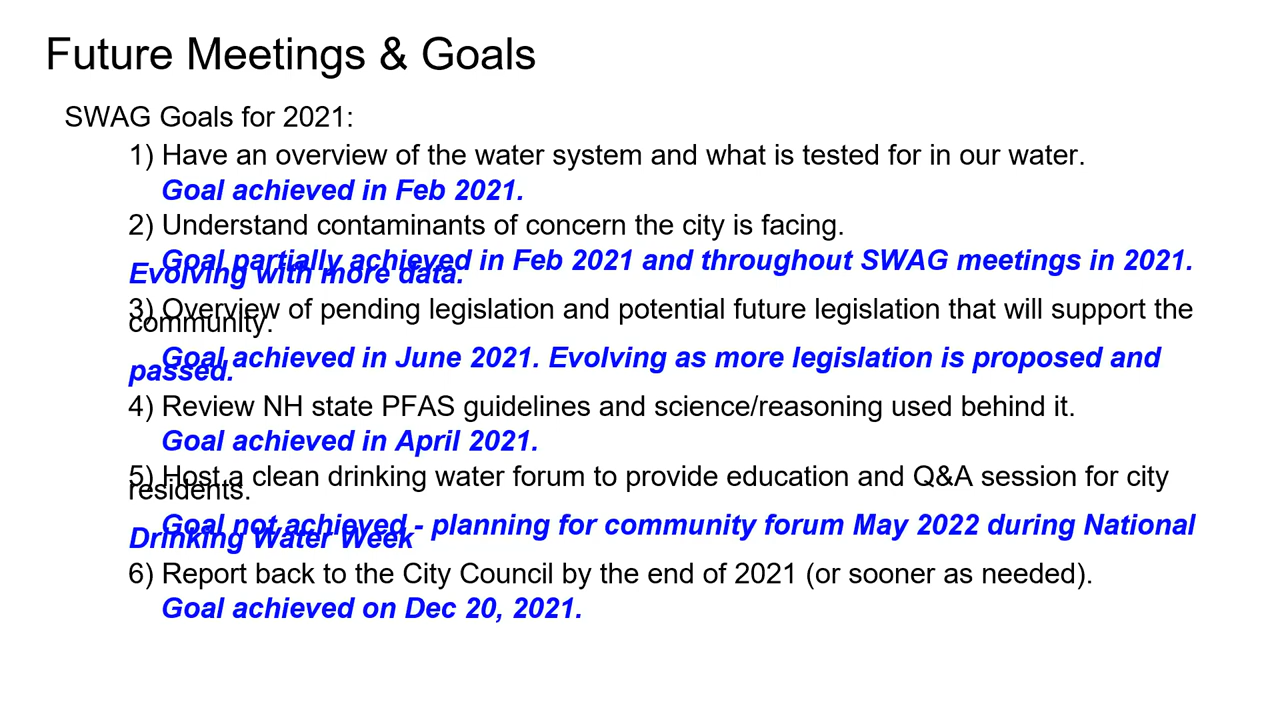 Future Meetings & Goals
SWAG Goals for 2021:
1) Have an overview of the water system and what is tested for in our water.
Goal achieved in Feb 2021.
2) Understand contaminants of concern the city is facing.
Goal partially achieved in Feb 2021 and throughout SWAG meetings in 2021.
Evolving with more data.
3) Overview of pending legislation and potential future legislation that will support the
community.
Goal achieved in June 2021. Evolving as more legislation is proposed and
passed.
4) Review NH state PFAS guidelines and science/reasoning used behind it.
Goal achieved in April 2021.
5) Host a clean drinking water forum to provide education and Q&A session for city
residents.
Goal not achieved - planning for community forum May 2022 during National
Drinking Water Week
6) Report back to the City Council by the end of 2021 (or sooner as needed).
Goal achieved on Dec 20, 2021.